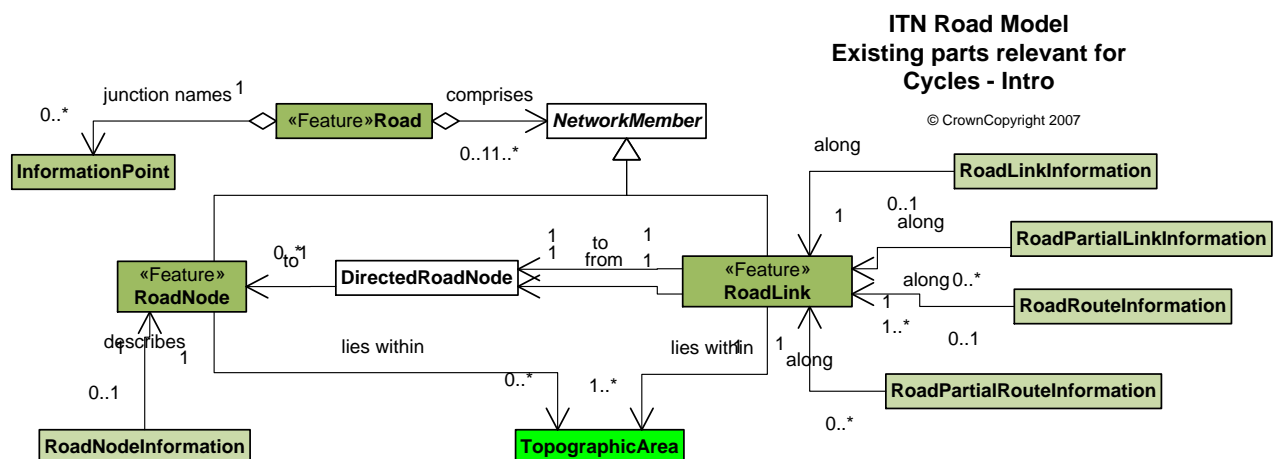 ITN Road Model
Existing parts relevant for
Cycles - Intro
© CrownCopyright 2007
junction names
1
0..*
«Feature»Road
comprises
0..11..*
NetworkMember
InformationPoint
along
RoadLinkInformation
1
0..1
along
RoadPartialLinkInformation
0..*
to
1
«Feature»
RoadNode
DirectedRoadNode
1
1
to
from
1
1
«Feature»
RoadLink
along
0..*
RoadRouteInformation
1
1..*
0..1
describes
1
1
lies within
0..*
lies within
1
1..*
1
along
RoadPartialRouteInformation
0..*
0..1
RoadNodeInformation
TopographicArea